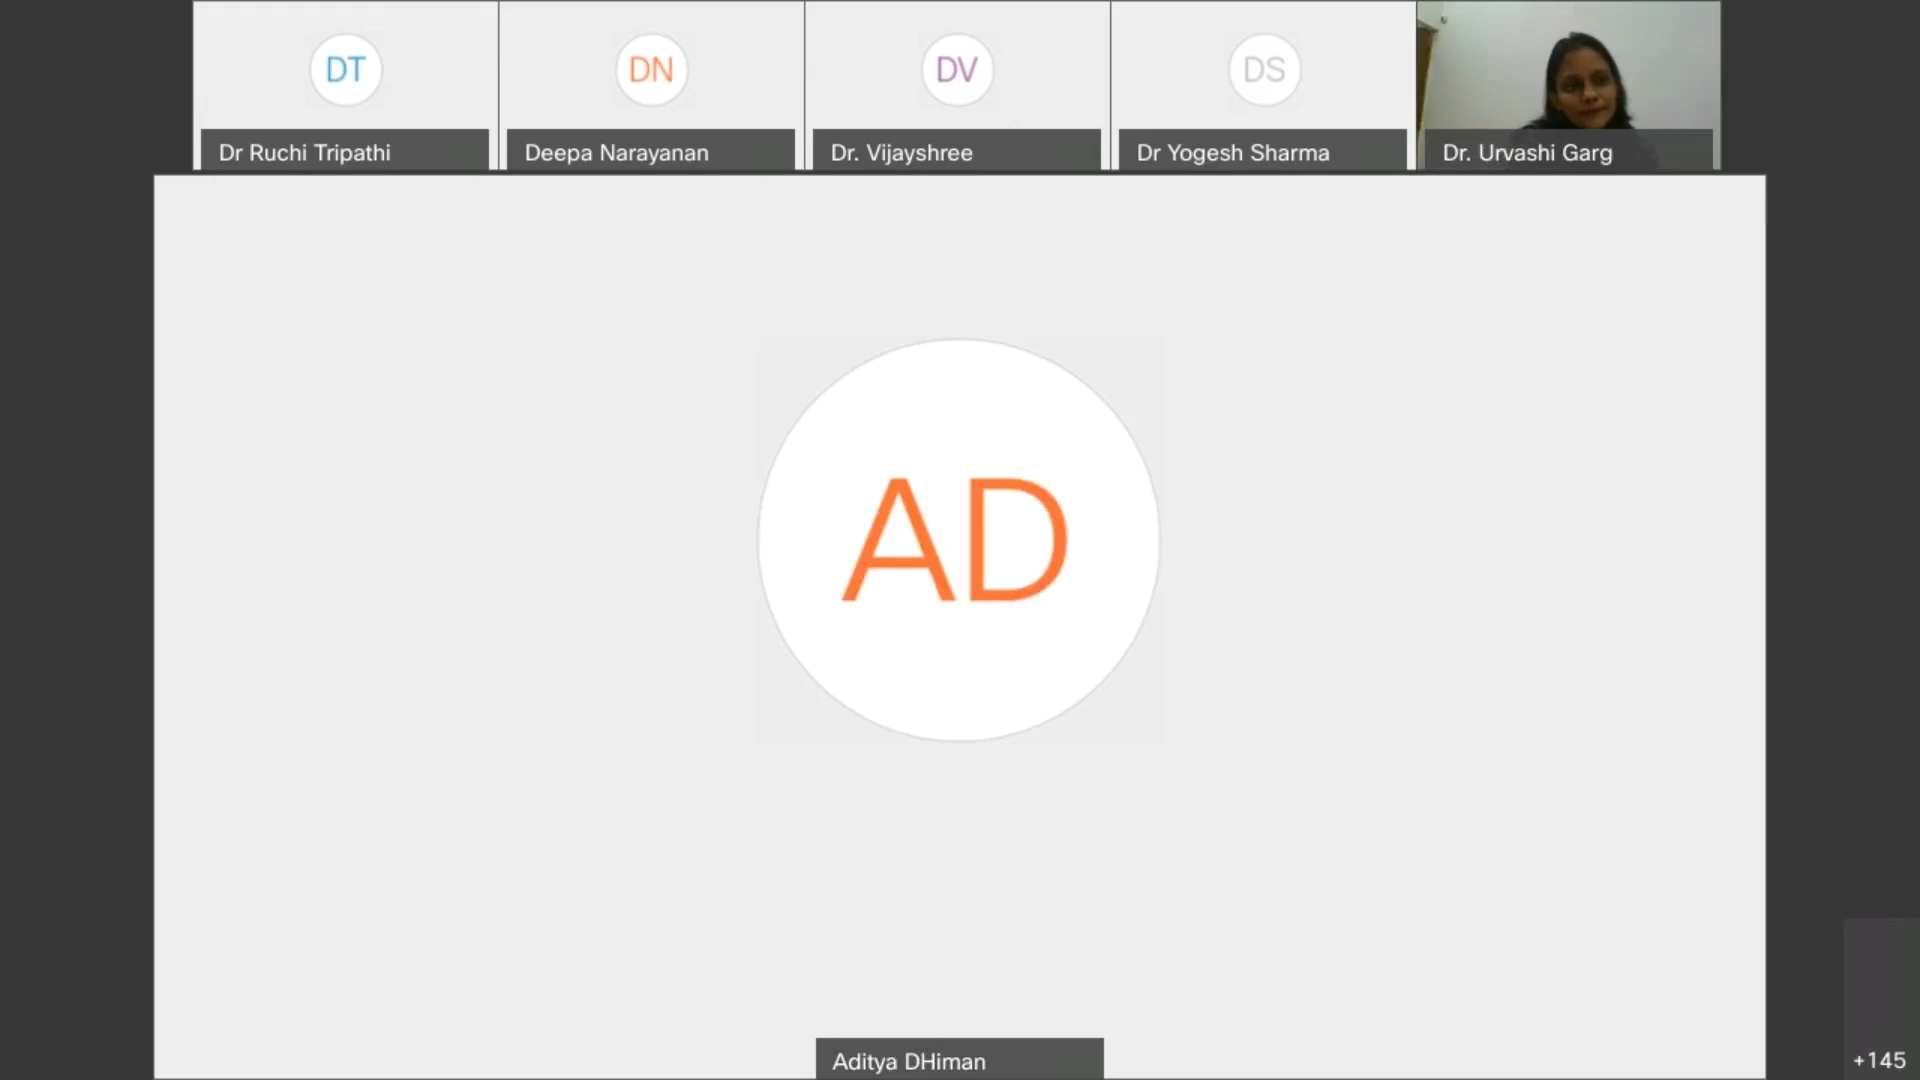 DT
Dr Ruchi Tripathi
DN
Deepa Narayanan
DV
Dr. Vijayshree
DS
Dr Yogesh Sharma
Dr. Urvashi Garg
AD
Aditya DHiman
+145